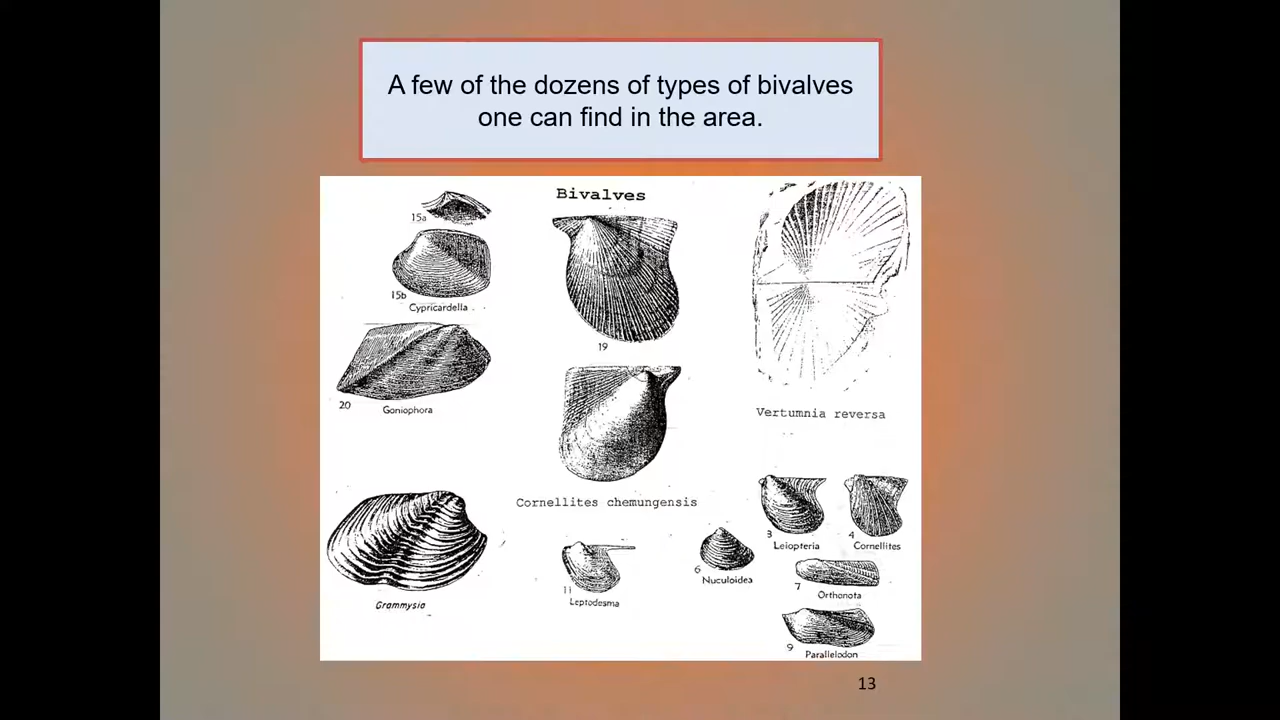 A few of the dozens of types of bivalves
one can find in the area.
Bivalves
15a
15b
Cypricardella
20
Goniophora
Grammysia
19
Cornellites chemungensis
11
Leptodesma
Vertumnia reversa
3
Leiopteria
4
Cornellites
6
Nuculoidea
7
Orthonota
9
Parallelodon
13